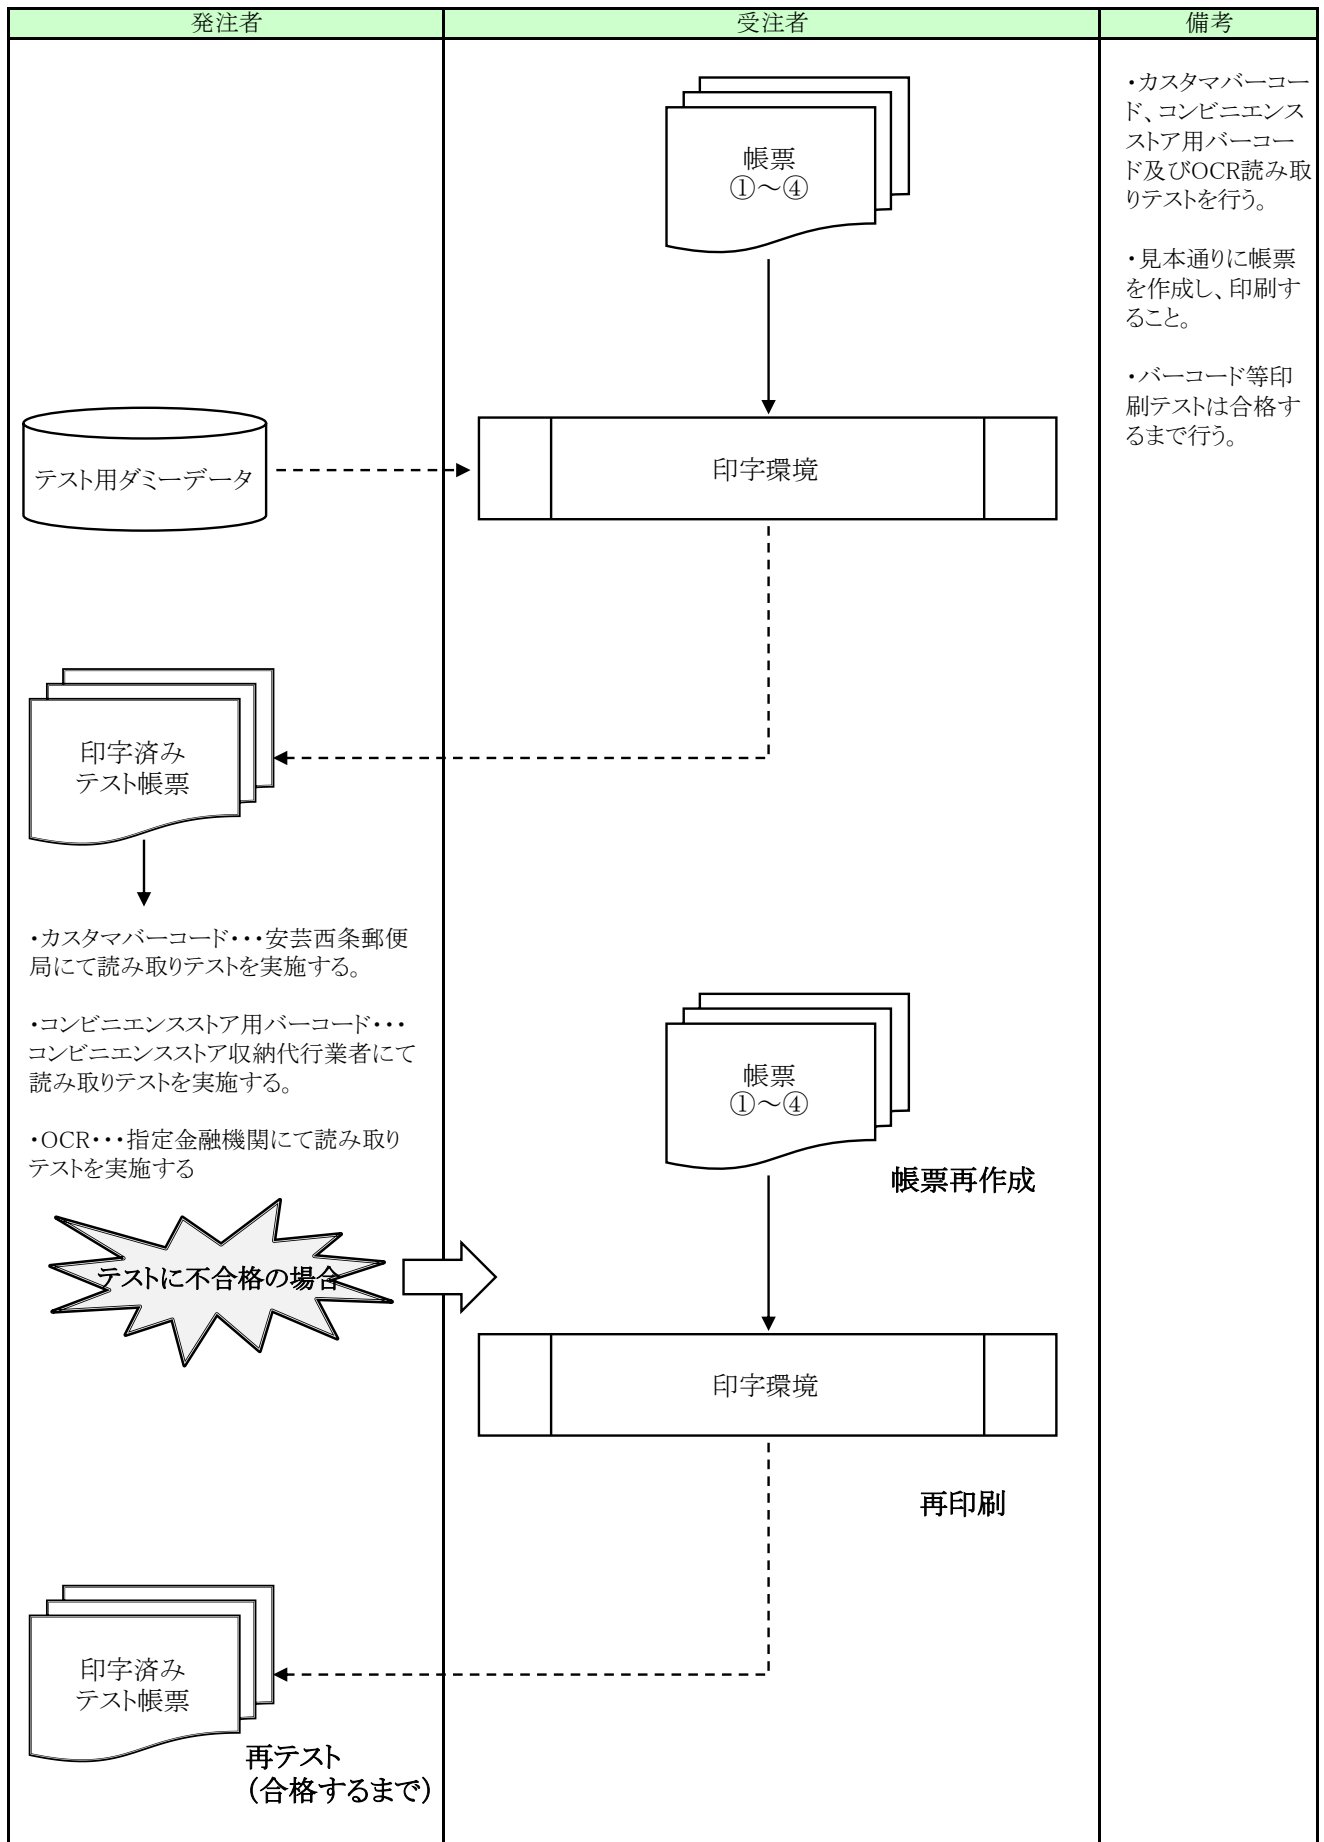 発注者
受注者
備考
帳票
①～④
・カスタマバーコー
ド、コンビニエンス
ストア用バーコー
ド及びOCR読み取
りテストを行う。
・見本通りに帳票
を作成し、印刷す
ること。
・バーコード等印
刷テストは合格す
るまで行う。
テスト用ダミーデータ
印字環境
印字済み
テスト帳票
・カスタマバーコード・・・安芸西条郵便
局にて読み取りテストを実施する。
・コンビニエンスストア用バーコード・・・
コンビニエンスストア収納代行業者にて
読み取りテストを実施する。
・OCR・・・指定金融機関にて読み取り
テストを実施する
帳票
①～④
帳票再作成
テストに不合格の場合
印字環境
再印刷
印字済み
テスト帳票
再テスト
（合格するまで）